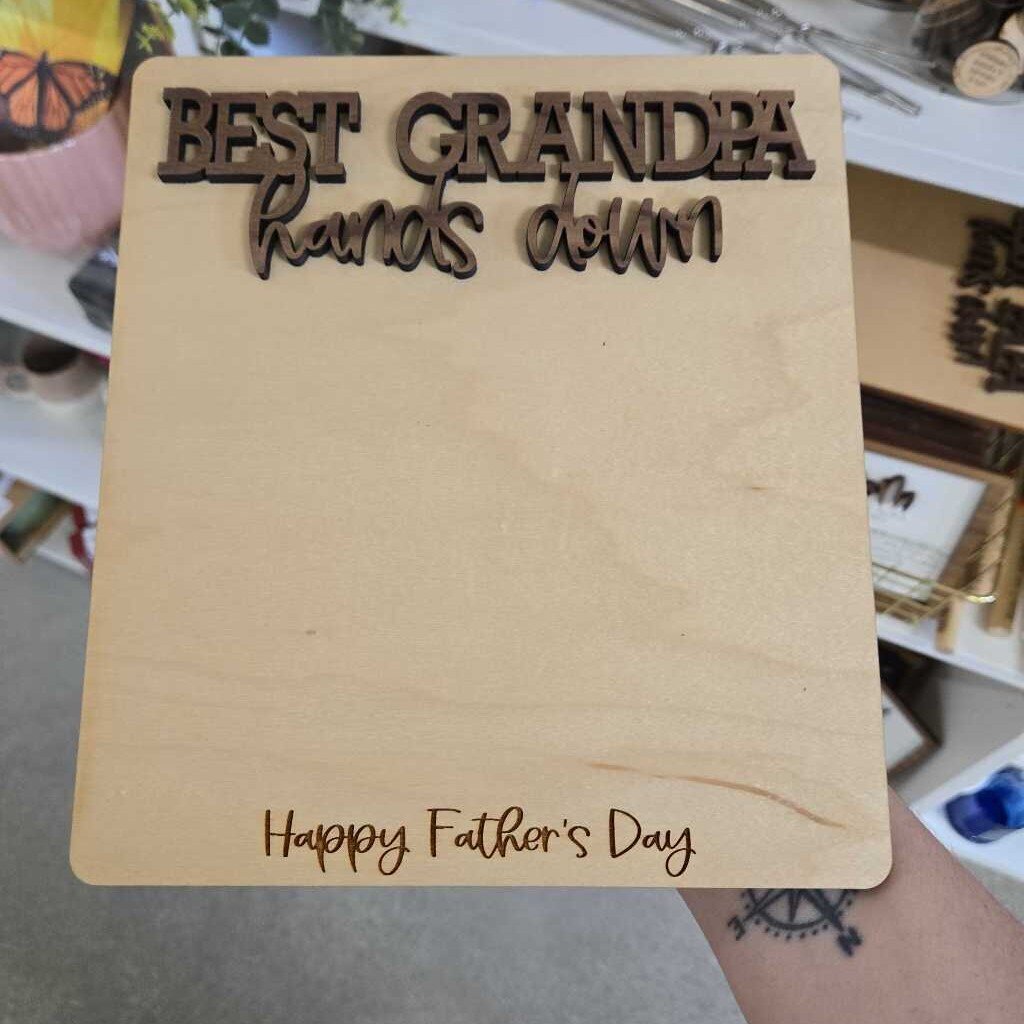 BEST GRANDPA
hands down
Happy Father's Day
N